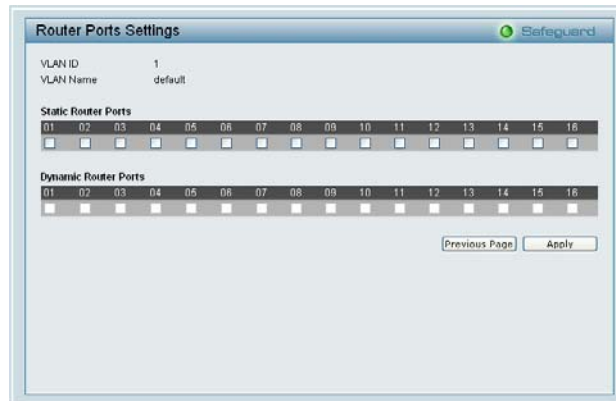 Router Ports Settings
Safeguard
VLAN ID 1
VLAN Name default
Static Router Ports
01 02 03 04 05 06 07 08 09 10 11 12 13 14 15 16
Dynamic Router Ports
01 02 03 04 05 06 07 08 09 10 11 12 13 14 15 16
Previous Page Apply